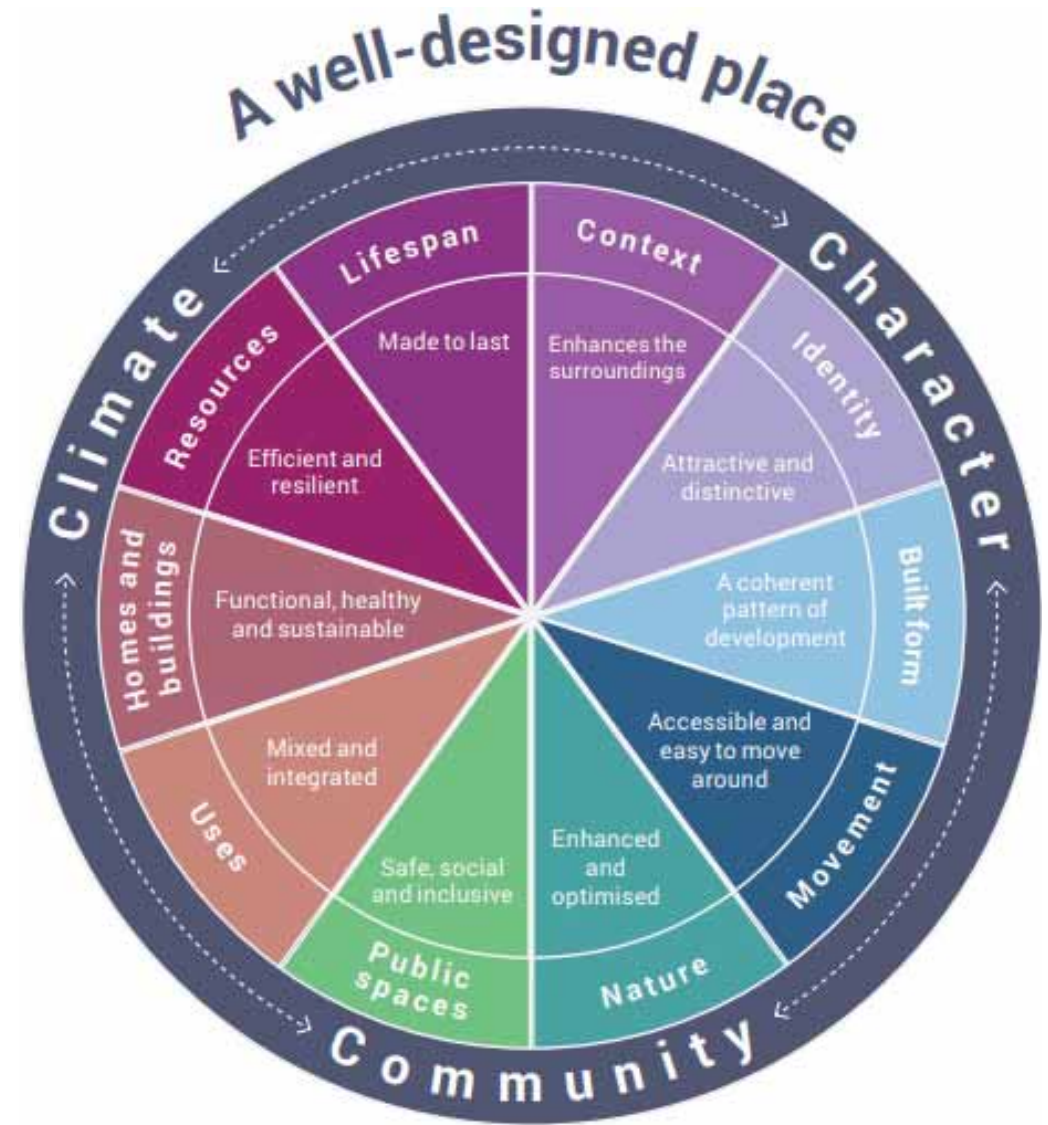 A well-designed place
Climate
Character
Community
Context
Enhances the
surroundings
Identity
Attractive and
distinctive
Built form
A coherent
pattern of
development
Movement
Accessible and
easy to move
around
Nature
Enhanced
and
optimised
Public
spaces
Safe, social
and inclusive
Uses
Mixed and
integrated
Homes and
buildings
Functional, healthy
and sustainable
Resources
Efficient and
resilient
Lifespan
Made to last